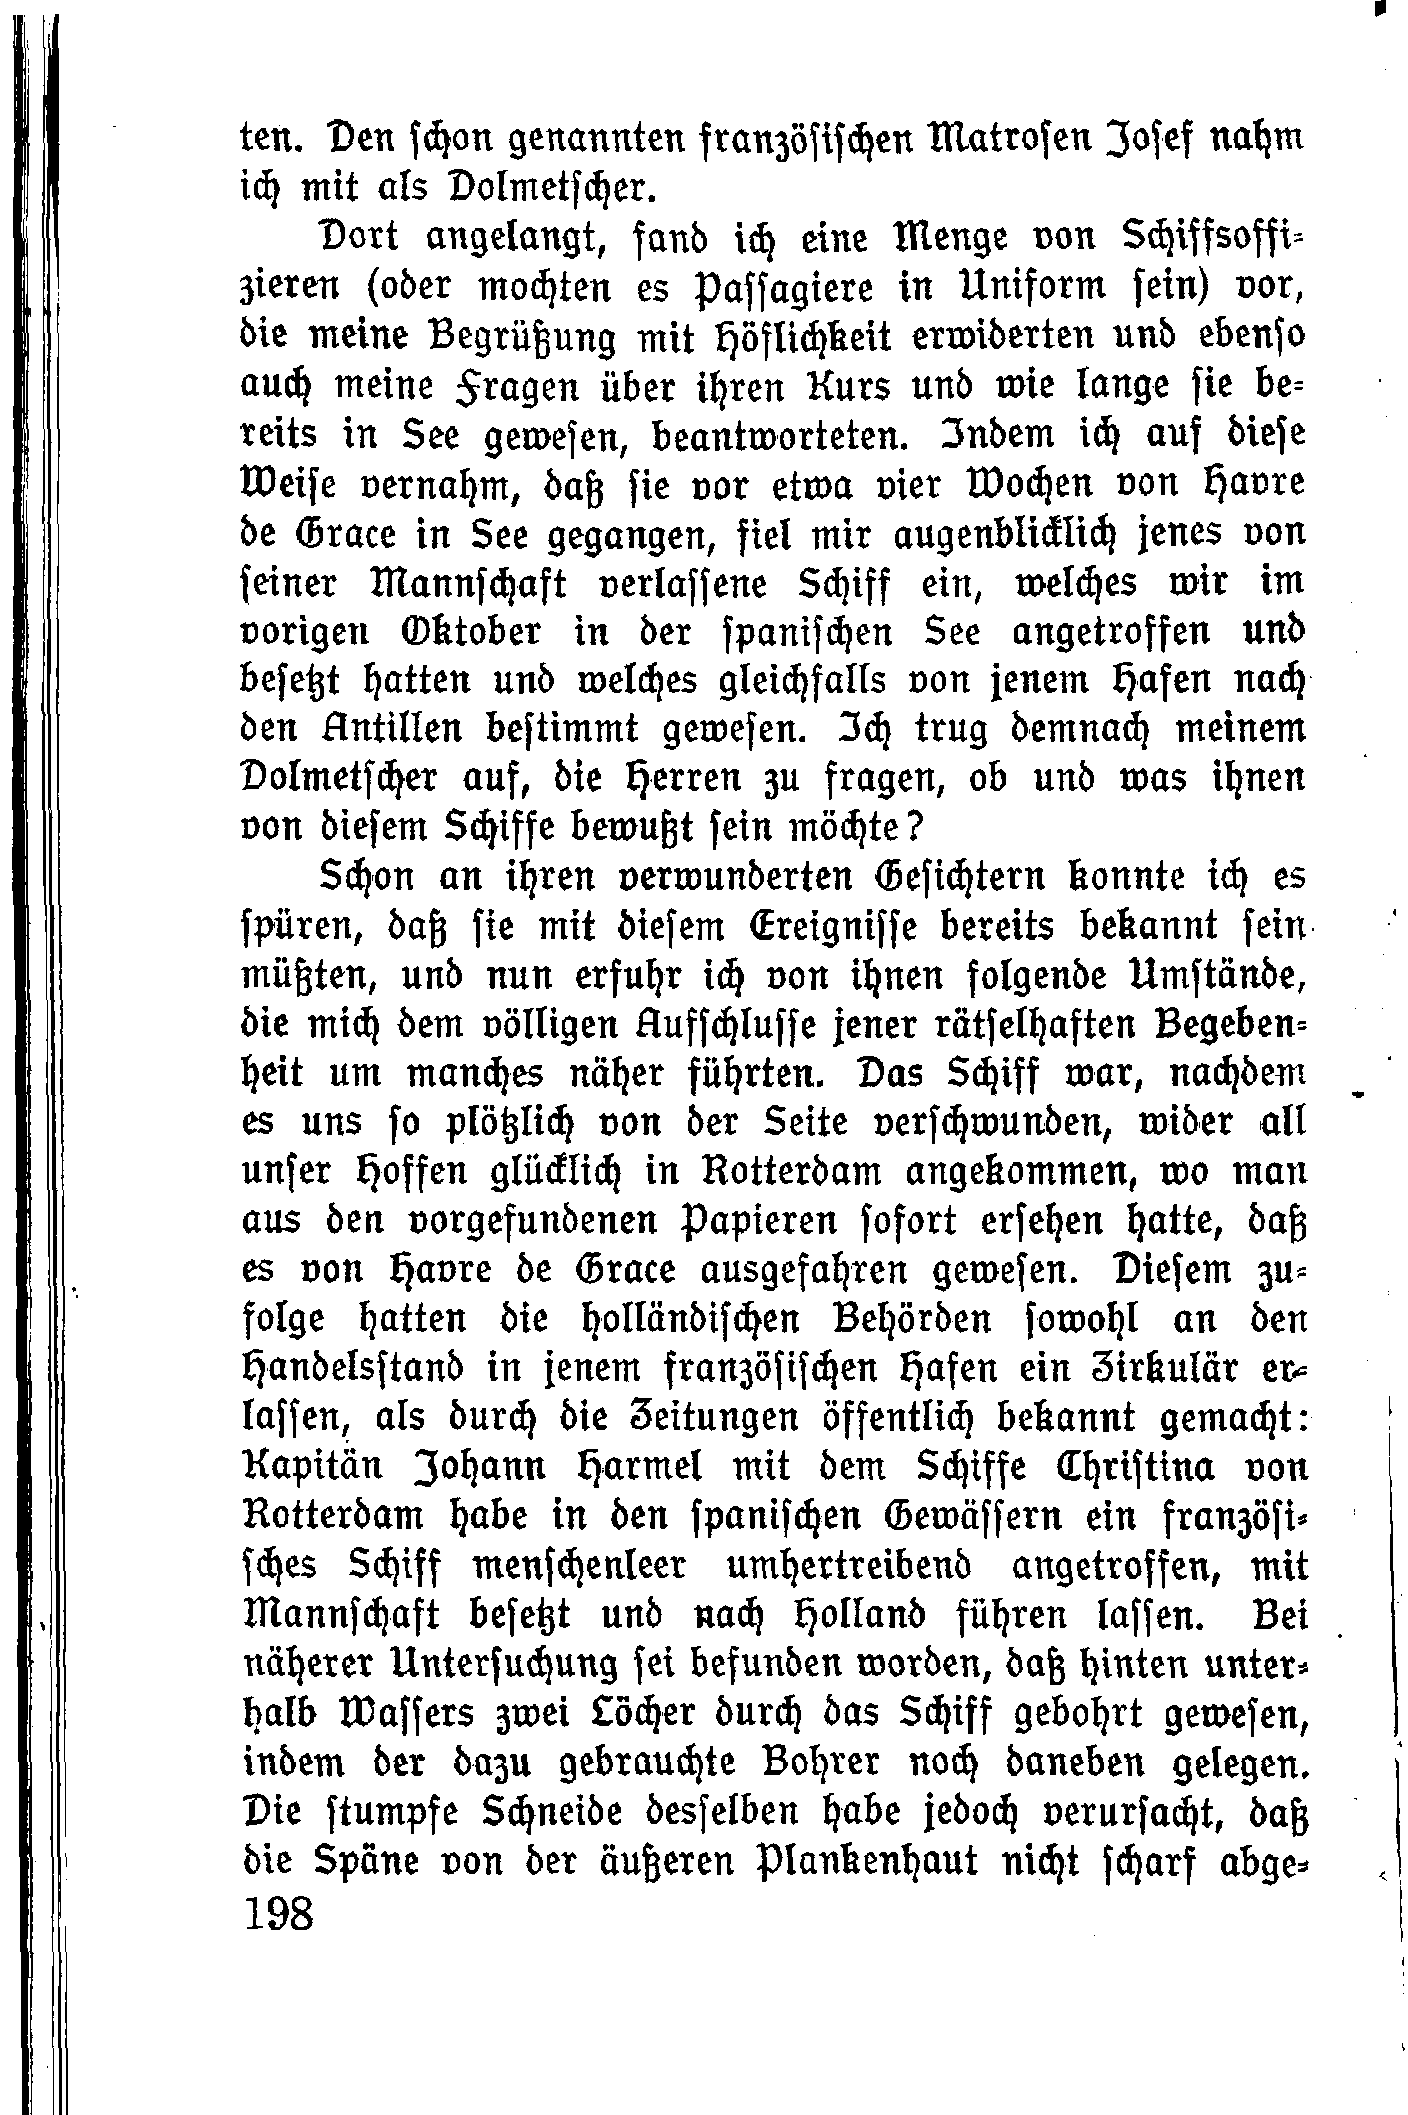 ten. Den schon genannten französischen Matrosen Josef nahm
ich mit als Dolmetscher.
Dort angelangt, fand ich eine Menge von Schiffsoffi-
zieren (oder mochten es Passagiere in Uniform sein) vor,
die meine Begrüßung mit Höflichkeit erwiderten und ebenso
auch meine Fragen über ihren Kurs und wie lange sie be-
reits in See gewesen, beantworteten. Indem ich auf diese
Weise vernahm, daß sie vor etwa vier Wochen von Havre
de Grace in See gegangen, fiel mir augenblicklich jenes von
seiner Mannschaft verlassene Schiff ein, welches wir im
vorigen Oktober in der spanischen See angetroffen und
besetzt hatten und welches gleichfalls von jenem Hafen nach
den Antillen bestimmt gewesen. Ich trug demnach meinem
Dolmetscher auf, die Herren zu fragen, ob und was ihnen
von diesem Schiffe bewußt sein möchte?
Schon an ihren verwunderten Gesichtern konnte ich es
spüren, daß sie mit diesem Ereignisse bereits bekannt sein
müßten, und nun erfuhr ich von ihnen folgende Umstände,
die mich dem völligen Aufschlusse jener rätselhaften Begeben-
heit um manches näher führten. Das Schiff war, nachdem
es uns so plötzlich von der Seite verschwunden, wider all
unser Hoffen glücklich in Rotterdam angekommen, wo man
aus den vorgefundenen Papieren sofort ersehen hatte, daß
es von Havre de Grace ausgefahren gewesen. Diesem zu-
folge hatten die holländischen Behörden sowohl an den
Handelsstand in jenem französischen Hafen ein Zirkulär er-
lassen, als durch die Zeitungen öffentlich bekannt gemacht:
Kapitän Johann Harmel mit dem Schiffe Christina von
Rotterdam habe in den spanischen Gewässern ein französi-
sches Schiff menschenleer umhertreibend angetroffen, mit
Mannschaft besetzt und nach Holland führen lassen. Bei
näherer Untersuchung sei befunden worden, daß hinten unter-
halb Wassers zwei Löcher durch das Schiff gebohrt gewesen,
indem der dazu gebrauchte Bohrer noch daneben gelegen.
Die stumpfe Schneide desselben habe jedoch verursacht, daß
die Späne von der äußeren Plankenhaut nicht scharf abge-
198